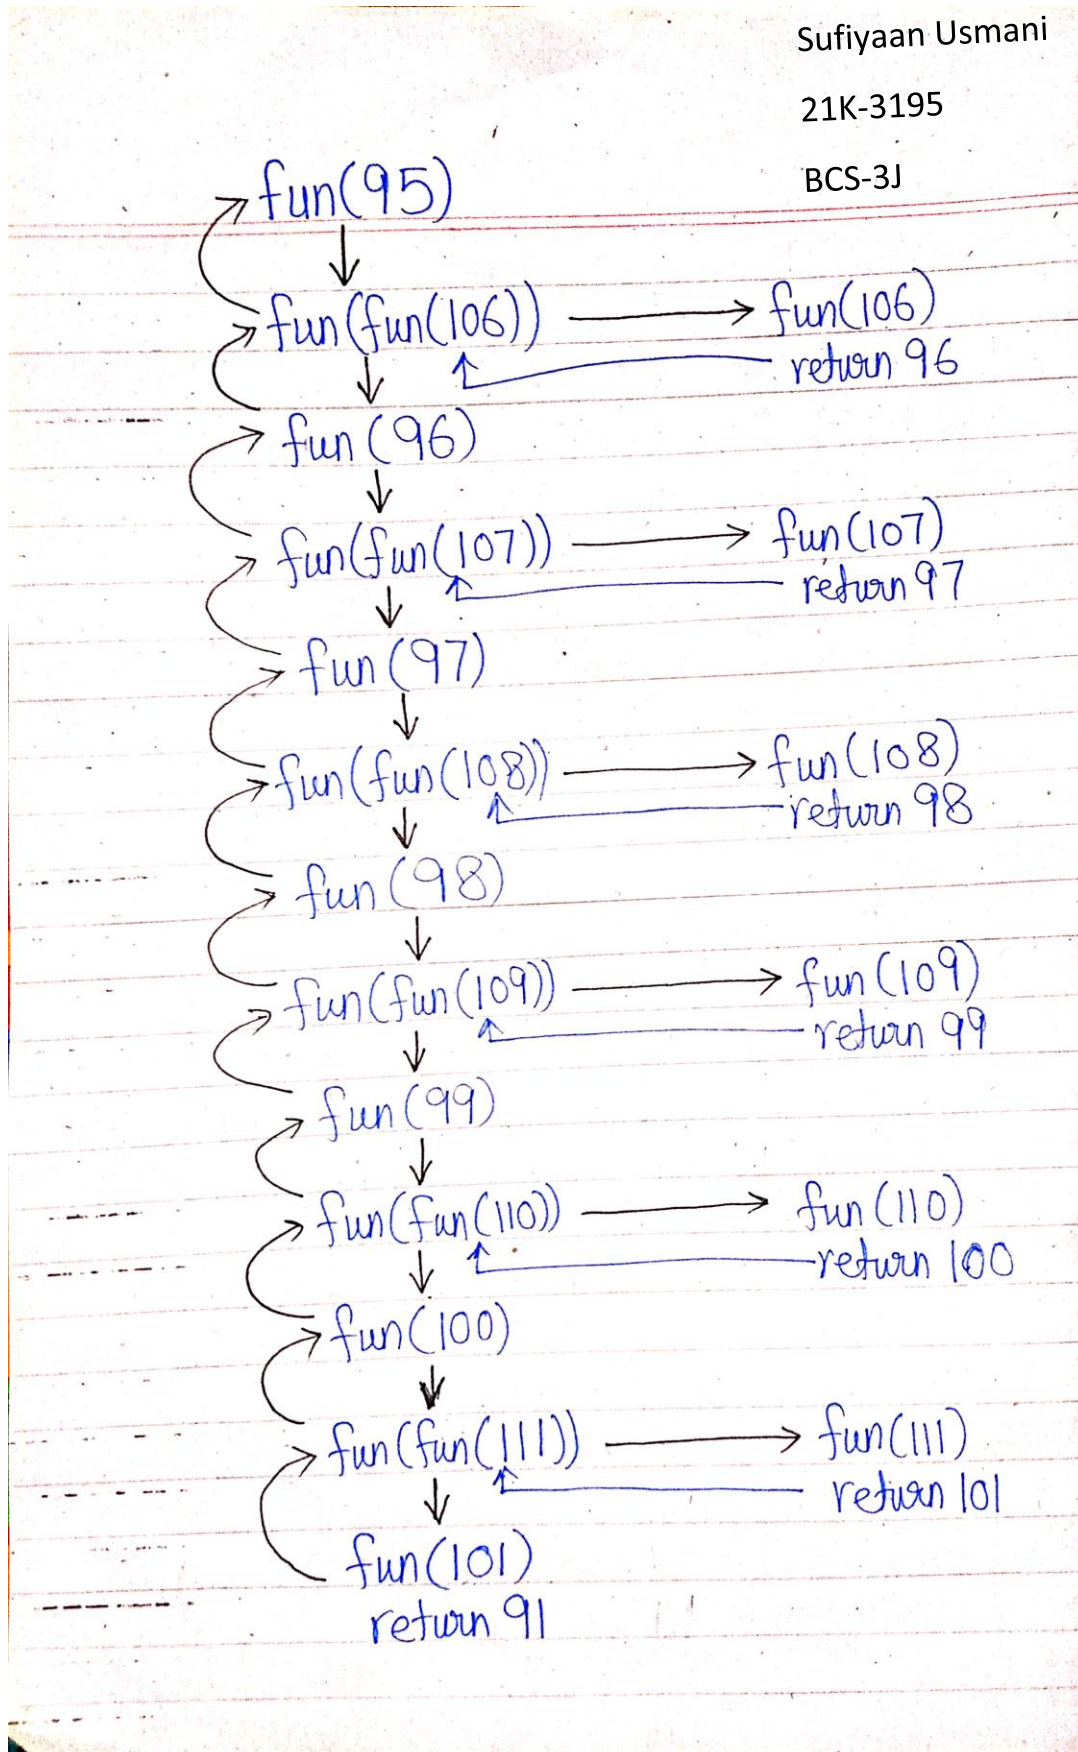 Sufiyaan Usmani
21K-3195
BCS-3J
fun(95)
fun(fun(106)) fun(106)
return 96
fun(96)
fun(fun(107)) fun(107)
return 97
fun(97)
fun(fun(108)) fun(108)
return 98
fun(98)
fun(fun(109)) fun(109)
return 99
fun(99)
fun(fun(110)) fun(110)
return 100
fun(100)
fun(fun(111)) fun(111)
return 101
fun(101)
return 91